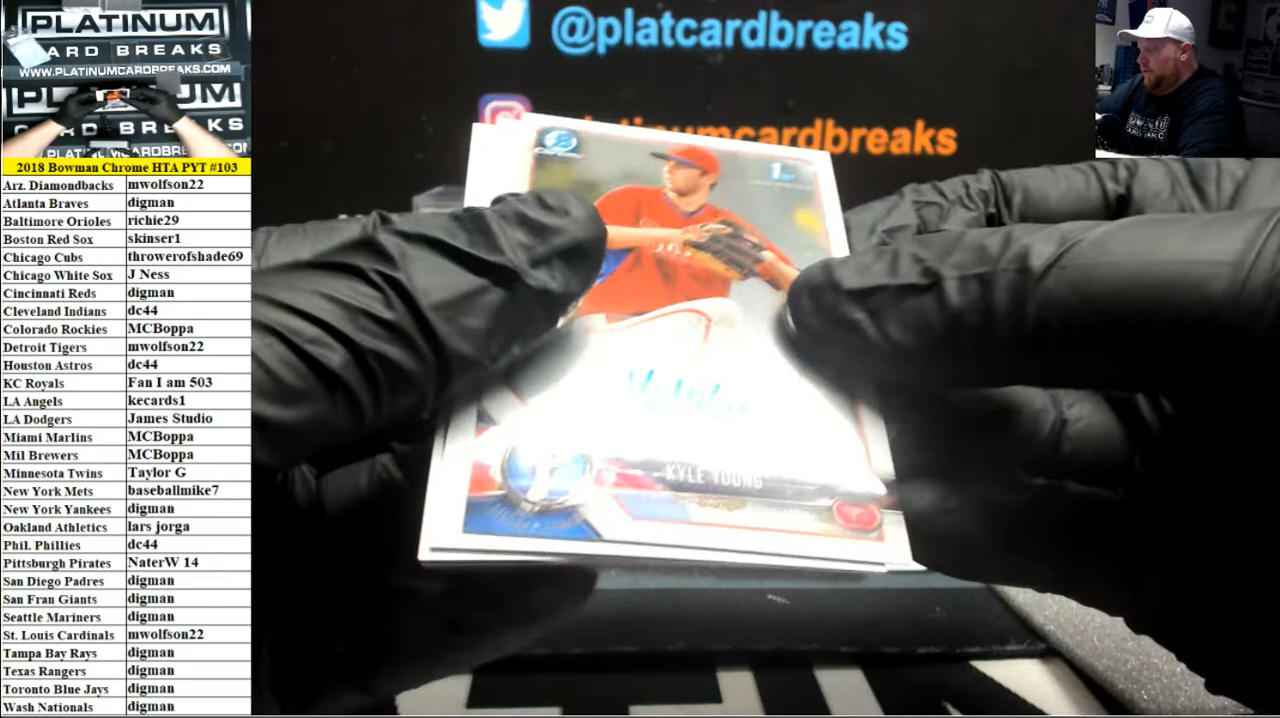 PLATINUM
CARD BREAKS
WWW.PLATINUMCARDBREAKS.COM
PLATINUM
CARD BREAKS
@platcardbreaks
platinumcardbreaks
2018 Bowman Chrome HTA PYT #103
Arz. Diamondbacks mwolfson22
Atlanta Braves digman
Baltimore Orioles richie29
Boston Red Sox skinser1
Chicago Cubs throwerofshade69
Chicago White Sox J Ness
Cincinnati Reds digman
Cleveland Indians dc44
Colorado Rockies MCBoppa
Detroit Tigers mwolfson22
Houston Astros dc44
KC Royals Fan I am 503
LA Angels kecards1
LA Dodgers James Studio
Miami Marlins MCBoppa
Mil Brewers MCBoppa
Minnesota Twins Taylor G
New York Mets baseballmike7
New York Yankees digman
Oakland Athletics lars jorga
Phil. Phillies dc44
Pittsburgh Pirates NaterW 14
San Diego Padres digman
San Fran Giants digman
Seattle Mariners digman
St. Louis Cardinals mwolfson22
Tampa Bay Rays digman
Texas Rangers digman
Toronto Blue Jays digman
Wash Nationals digman
1st
KYLE YOUNG